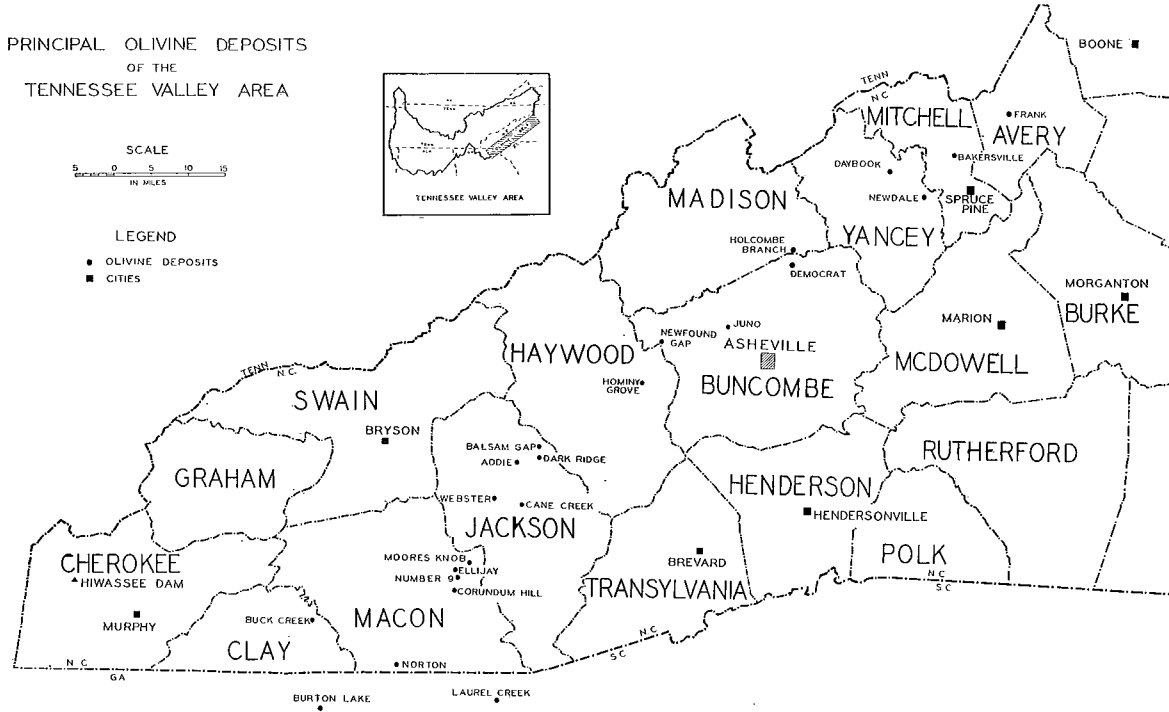 PRINCIPAL OLIVINE DEPOSITS
OF THE
TENNESSEE VALLEY AREA
SCALE
5 0 5 10 15
IN MILES
LEGEND
OLIVINE DEPOSITS
CITIES
TENNESSEE VALLEY AREA
BOONE
TENN
N C
MITCHELL
FRANK
AVERY
DAYBOOK
BAKERSVILLE
MADISON
NEWDALE
SPRUCE
PINE
YANCEY
HOLCOMBE
BRANCH
DEMOCRAT
MORGANTON
BURKE
MARION
NEWFOUND
GAP
JUNO
ASHEVILLE
HAYWOOD
MCDOWELL
TENN
N C
HOMINY
GROVE
BUNCOMBE
SWAIN
BRYSON
BALSAM GAP
DARK RIDGE
ADDIE
RUTHERFORD
GRAHAM
HENDERSON
WEBSTER
CANE CREEK
HENDERSONVILLE
JACKSON
POLK
CHEROKEE
MOORES KNOB
ELLIJAY
BREVARD
HIWASSEE DAM
NUMBER 9
CORUNDUM HILL
TRANSYLVANIA
N C
S C
MURPHY
BUCK CREEK
MACON
CLAY
N C
S C
N C
GA
NORTON
BURTON LAKE
LAUREL CREEK